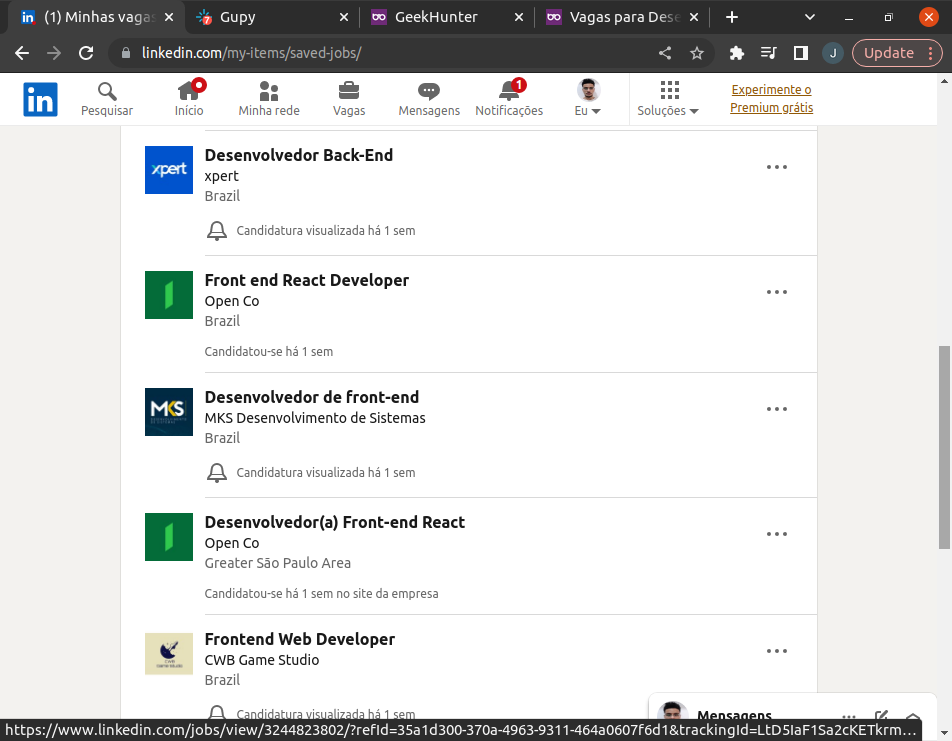 (1) Minhas vagas
Gupy
GeekHunter
Vagas para Dese
linkedin.com/my-items/saved-jobs/
J
Update
in
Pesquisar
Início
Minha rede
Vagas
Mensagens
1
Notificações
Eu
Soluções
Experimente o
Premium grátis
xpert
Desenvolvedor Back-End
xpert
Brazil
Candidatura visualizada há 1 sem
Front end React Developer
Open Co
Brazil
Candidatou-se há 1 sem
MKS
Desenvolvedor de front-end
MKS Desenvolvimento de Sistemas
Brazil
Candidatura visualizada há 1 sem
Desenvolvedor(a) Front-end React
Open Co
Greater São Paulo Area
Candidatou-se há 1 sem no site da empresa
CWB
Game Studio
Frontend Web Developer
CWB Game Studio
Brazil
Candidatura visualizada há 1 sem
Mensagens
https://www.linkedin.com/jobs/view/3244823802/?refId=35a1d300-370a-4963-9311-464a0607f6d1&trackingId=LtD5IaF1Sa2cKETkrm...